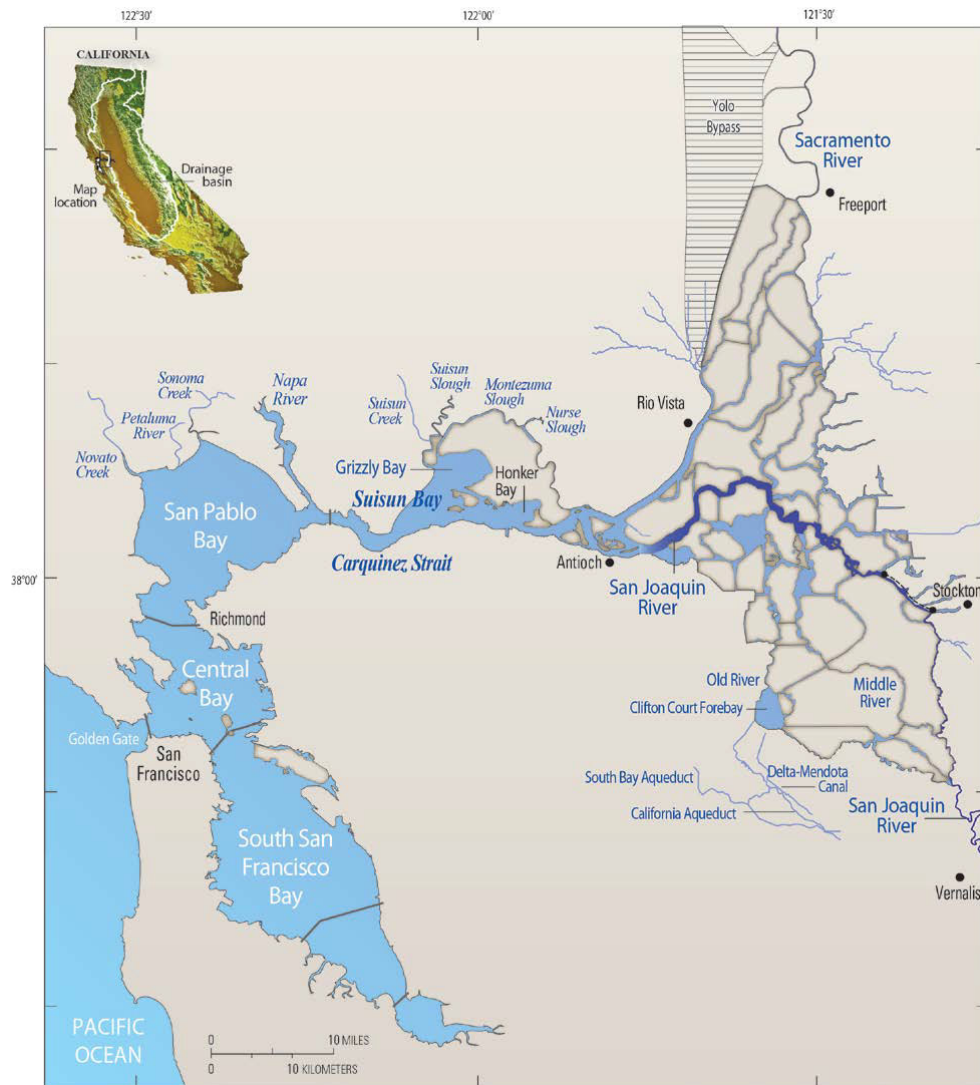 122°30'
122°00'
121°30'
CALIFORNIA
Drainage
basin
Map
location
Yolo
Bypass
Sacramento
River
Freeport
Sonoma
Creek
Napa
River
Petaluma
River
Novato
Creek
Suisun
Creek
Suisun
Slough
Montezuma
Slough
Nurse
Slough
Rio Vista
Grizzly Bay
Honker
Bay
Suisun Bay
San Pablo
Bay
Carquinez Strait
Antioch
38°00'
San Joaquin
River
Stockton
Richmond
Central
Bay
Old River
Middle
River
Clifton Court Forebay
Golden Gate
San
Francisco
South Bay Aqueduct
Delta-Mendota
Canal
California Aqueduct
San Joaquin
River
South San
Francisco
Bay
Vernalis
PACIFIC
OCEAN
0 10 MILES
0 10 KILOMETERS